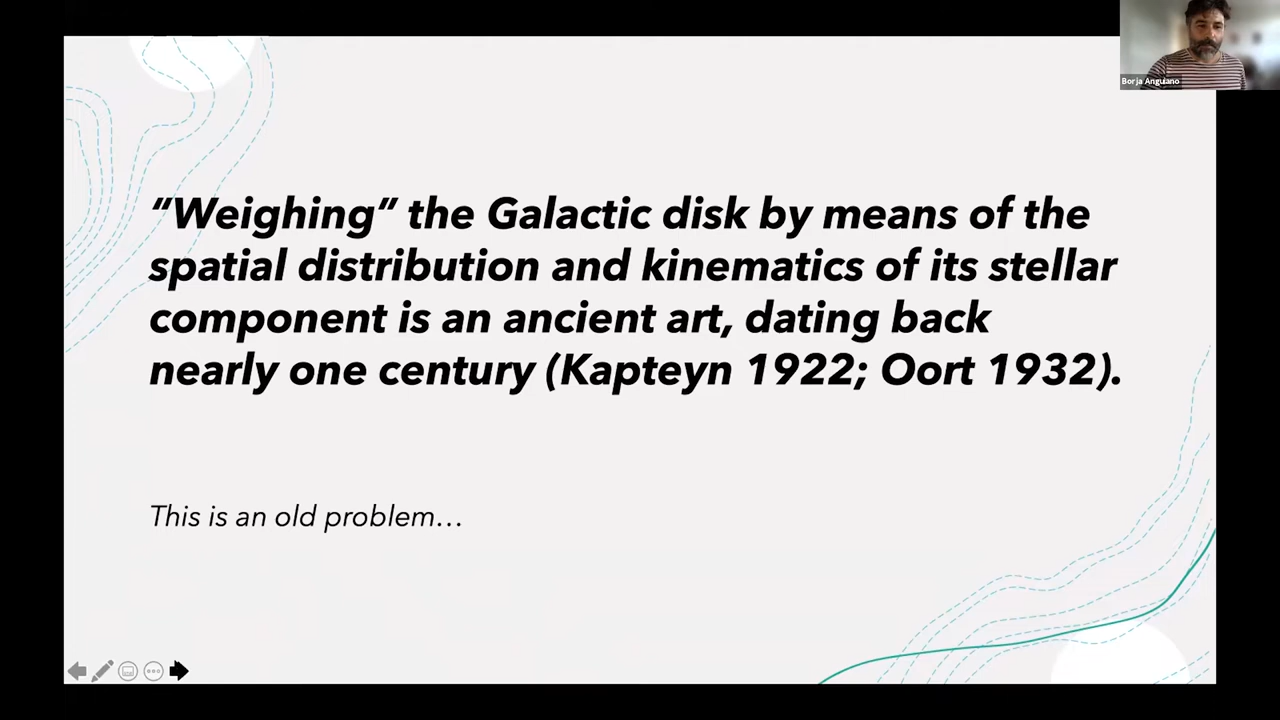 Borja Anguiano
“Weighing” the Galactic disk by means of the
spatial distribution and kinematics of its stellar
component is an ancient art, dating back
nearly one century (Kapteyn 1922; Oort 1932).
This is an old problem…